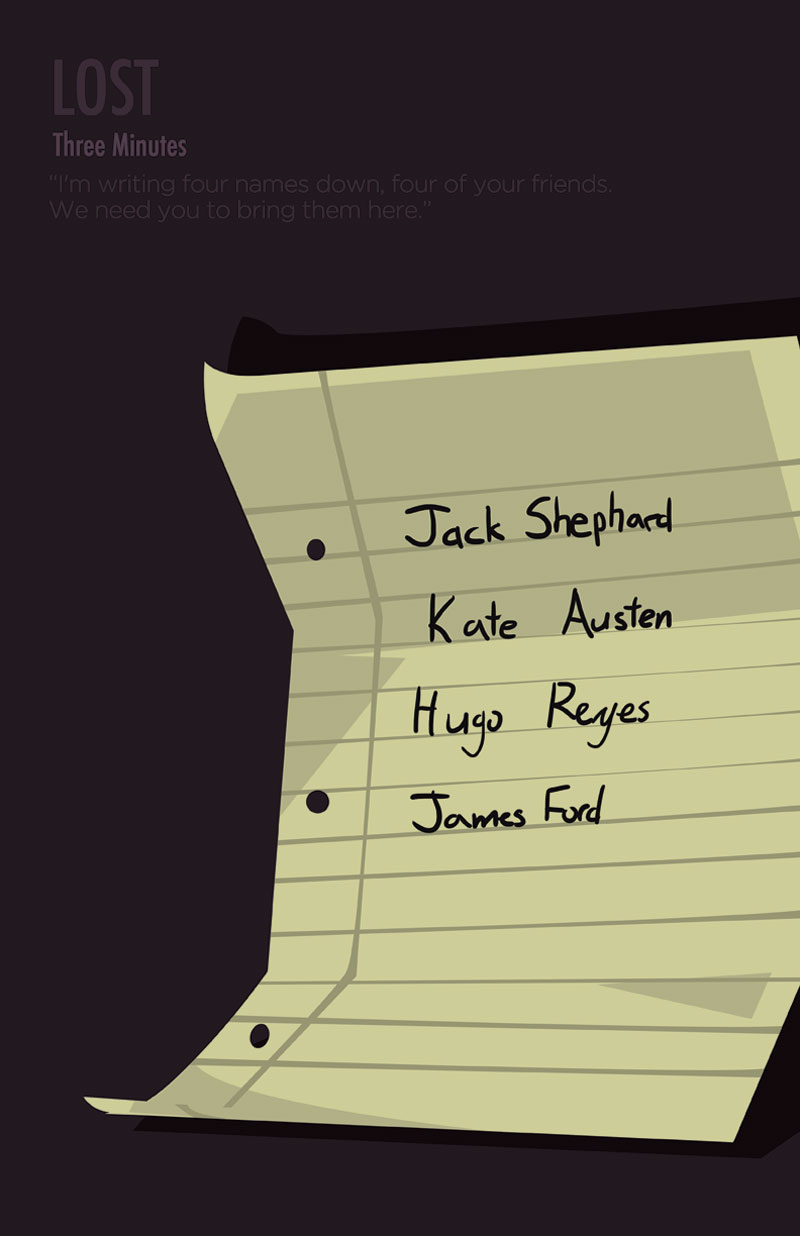 LOST
Three Minutes
“I'm writing four names down, four of your friends.
We need you to bring them here.”
Jack Shephard
Kate Austen
Hugo Reyes
James Ford